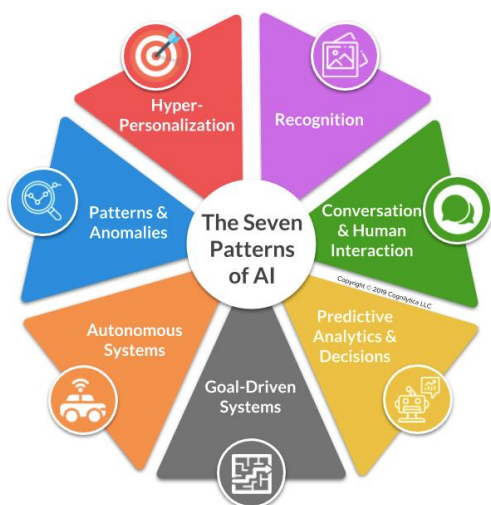 The Seven
Patterns
of AI
Hyper-
Personalization
Recognition
Conversation
& Human
Interaction
Copyright © 2019 Cognilytica LLC
Predictive
Analytics &
Decisions
Goal-Driven
Systems
Autonomous
Systems
Patterns &
Anomalies